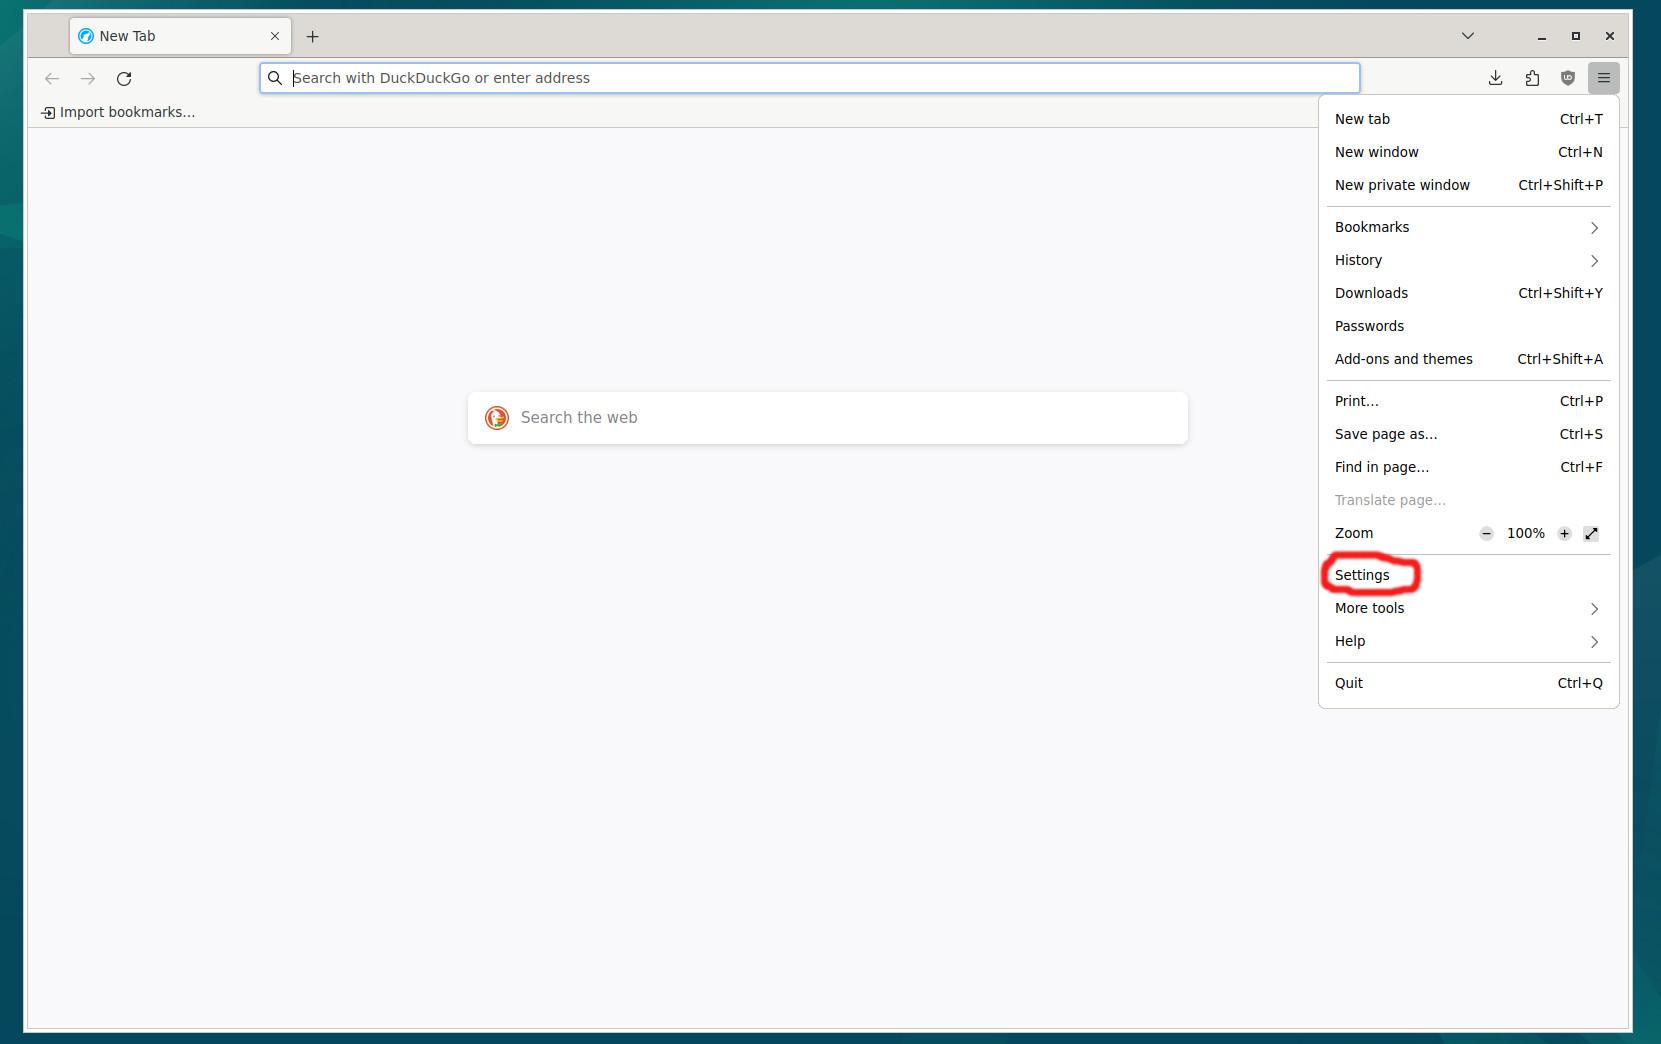 New Tab
Search with DuckDuckGo or enter address
Import bookmarks...
New tab Ctrl+T
New window Ctrl+N
New private window Ctrl+Shift+P
Bookmarks
History
Downloads Ctrl+Shift+Y
Passwords
Add-ons and themes Ctrl+Shift+A
Print... Ctrl+P
Save page as... Ctrl+S
Search the web
Find in page... Ctrl+F
Translate page...
Zoom 100%
Settings
More tools
Help
Quit Ctrl+Q